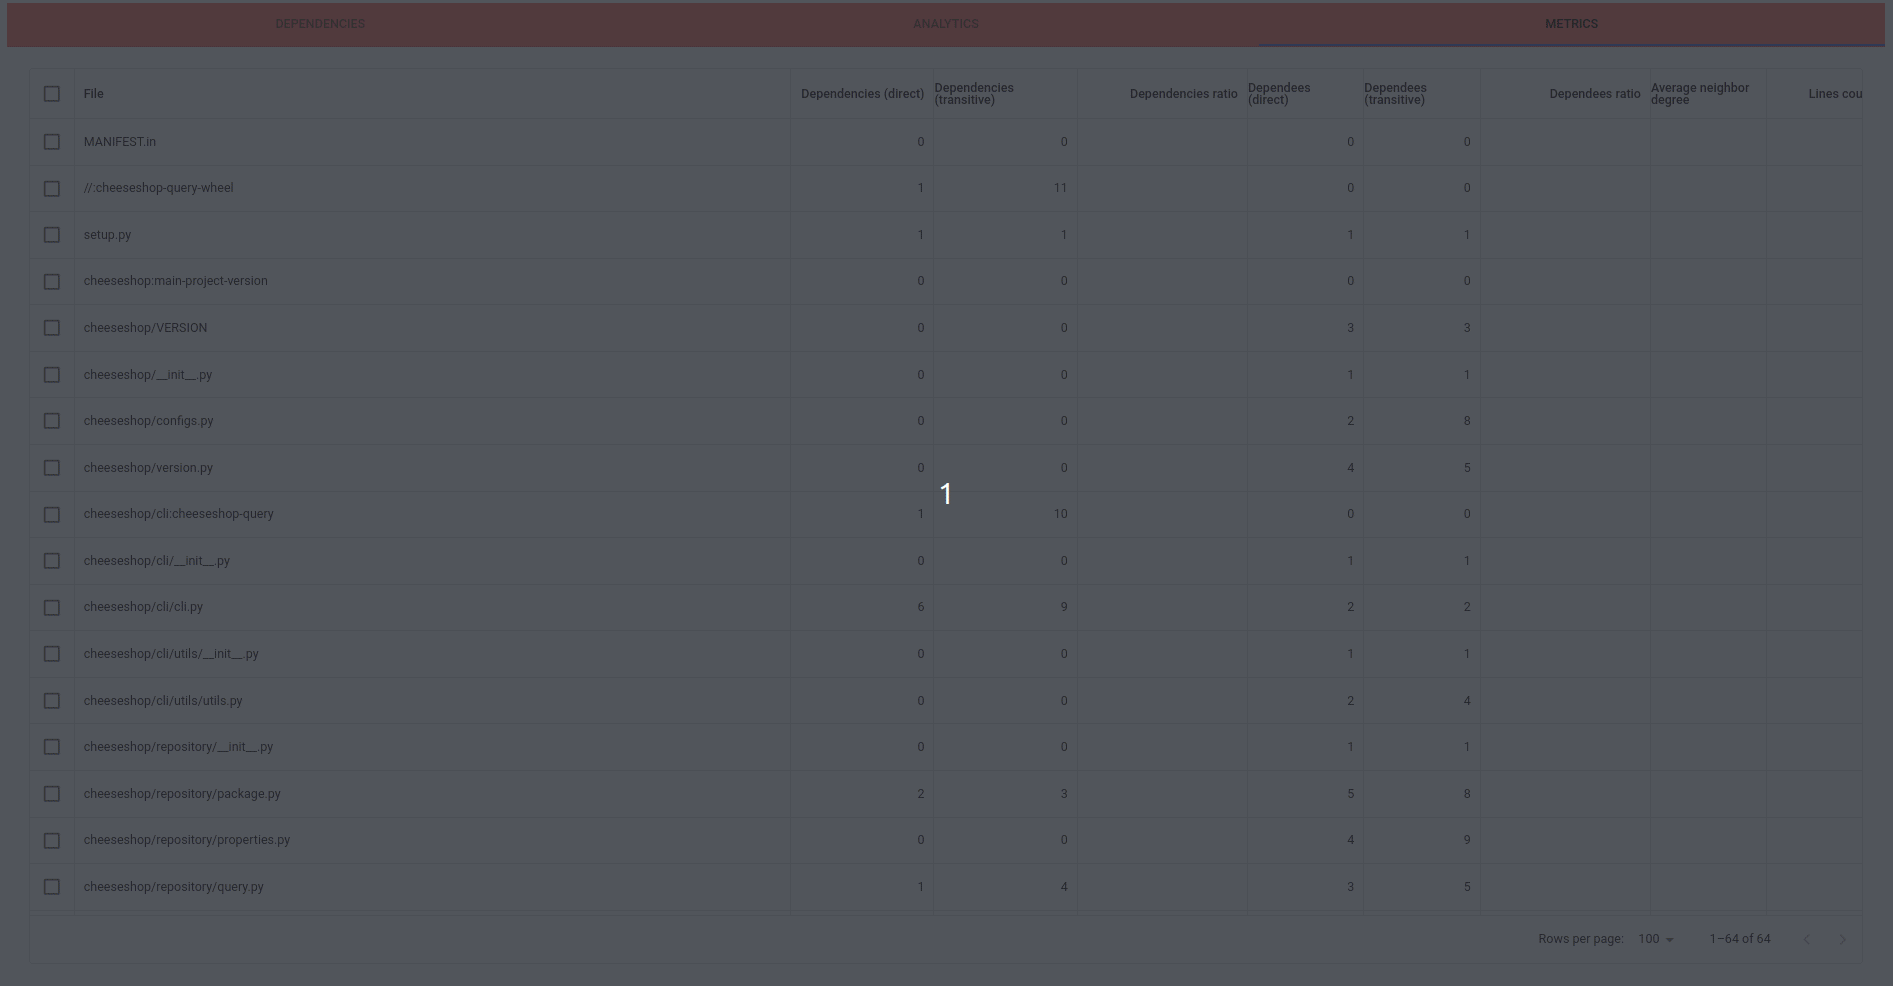 DEPENDENCIES ANALYTICS METRICS
File Dependencies (direct) Dependencies (transitive) Dependencies ratio Dependees (direct) Dependees (transitive) Dependees ratio Average neighbor degree Lines cou
MANIFEST.in 0 0 0 0
//:cheeseshop-query-wheel 1 11 0 0
setup.py 1 1 1 1
cheeseshop:main-project-version 0 0 0 0
cheeseshop/VERSION 0 0 3 3
cheeseshop/__init__.py 0 0 1 1
cheeseshop/configs.py 0 0 2 8
cheeseshop/version.py 0 0 4 5
1
cheeseshop/cli:cheeseshop-query 1 10 0 0
cheeseshop/cli/__init__.py 0 0 1 1
cheeseshop/cli/cli.py 6 9 2 2
cheeseshop/cli/utils/__init__.py 0 0 1 1
cheeseshop/cli/utils/utils.py 0 0 2 4
cheeseshop/repository/__init__.py 0 0 1 1
cheeseshop/repository/package.py 2 3 5 8
cheeseshop/repository/properties.py 0 0 4 9
cheeseshop/repository/query.py 1 4 3 5
Rows per page: 100 1–64 of 64